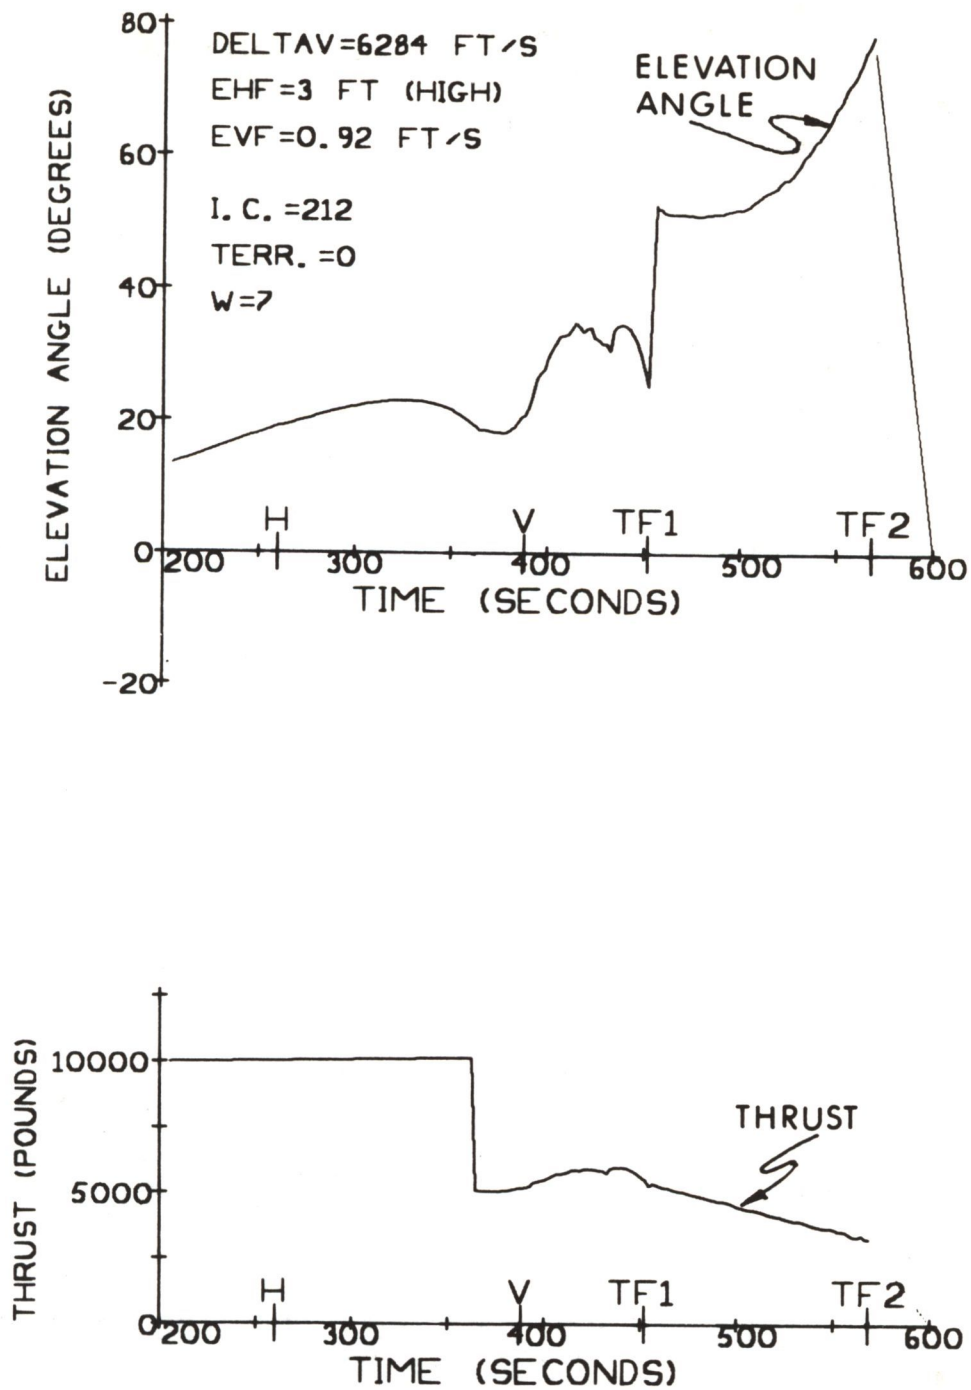 80
DELTAV=6284 FT/S
EHF=3 FT (HIGH)
EVF=0.92 FT/S
I.C.=212
TERR.=0
W=7
ELEVATION
ANGLE
60
40
20
0
-20
ELEVATION ANGLE (DEGREES)
H
V
TF1
TF2
200
300
400
500
600
TIME (SECONDS)
10000
5000
0
THRUST (POUNDS)
THRUST
H
V
TF1
TF2
200
300
400
500
600
TIME (SECONDS)